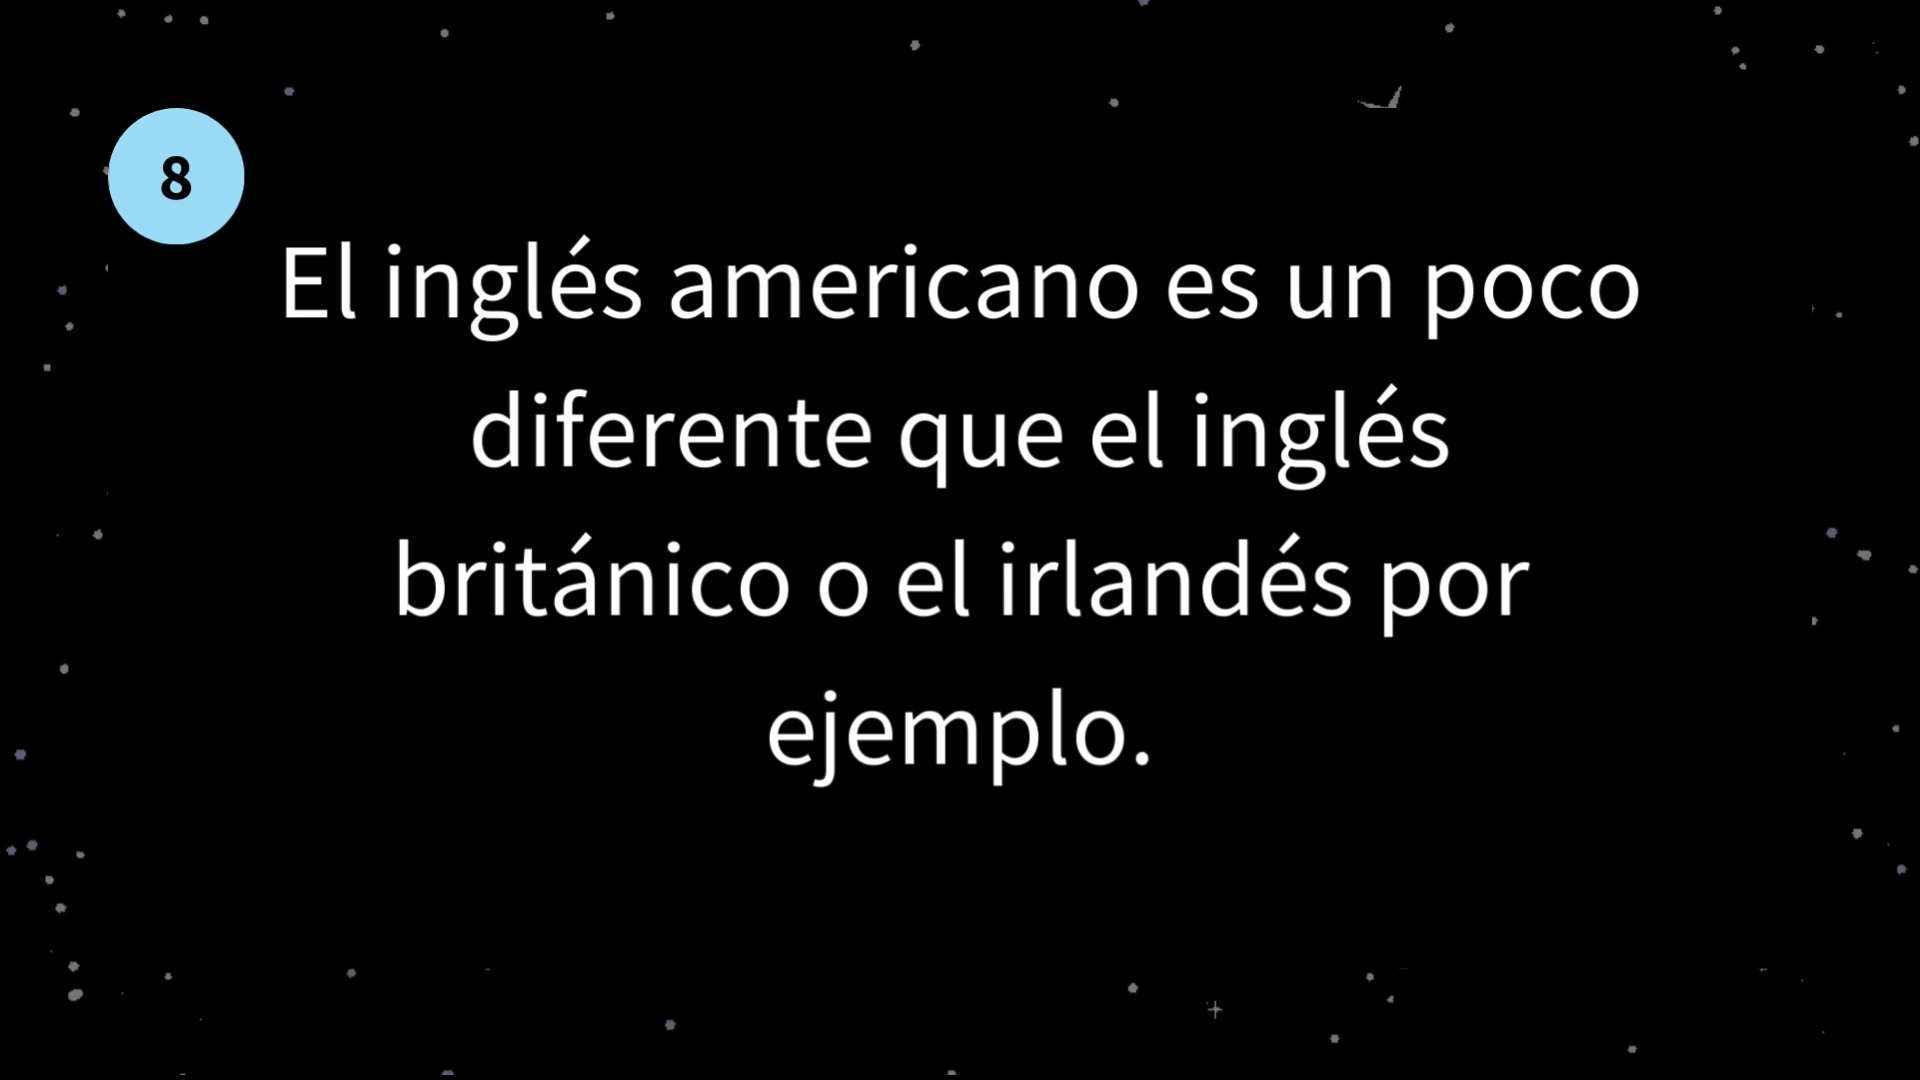 8
El inglés americano es un poco
diferente que el inglés
británico o el irlandés por
ejemplo.